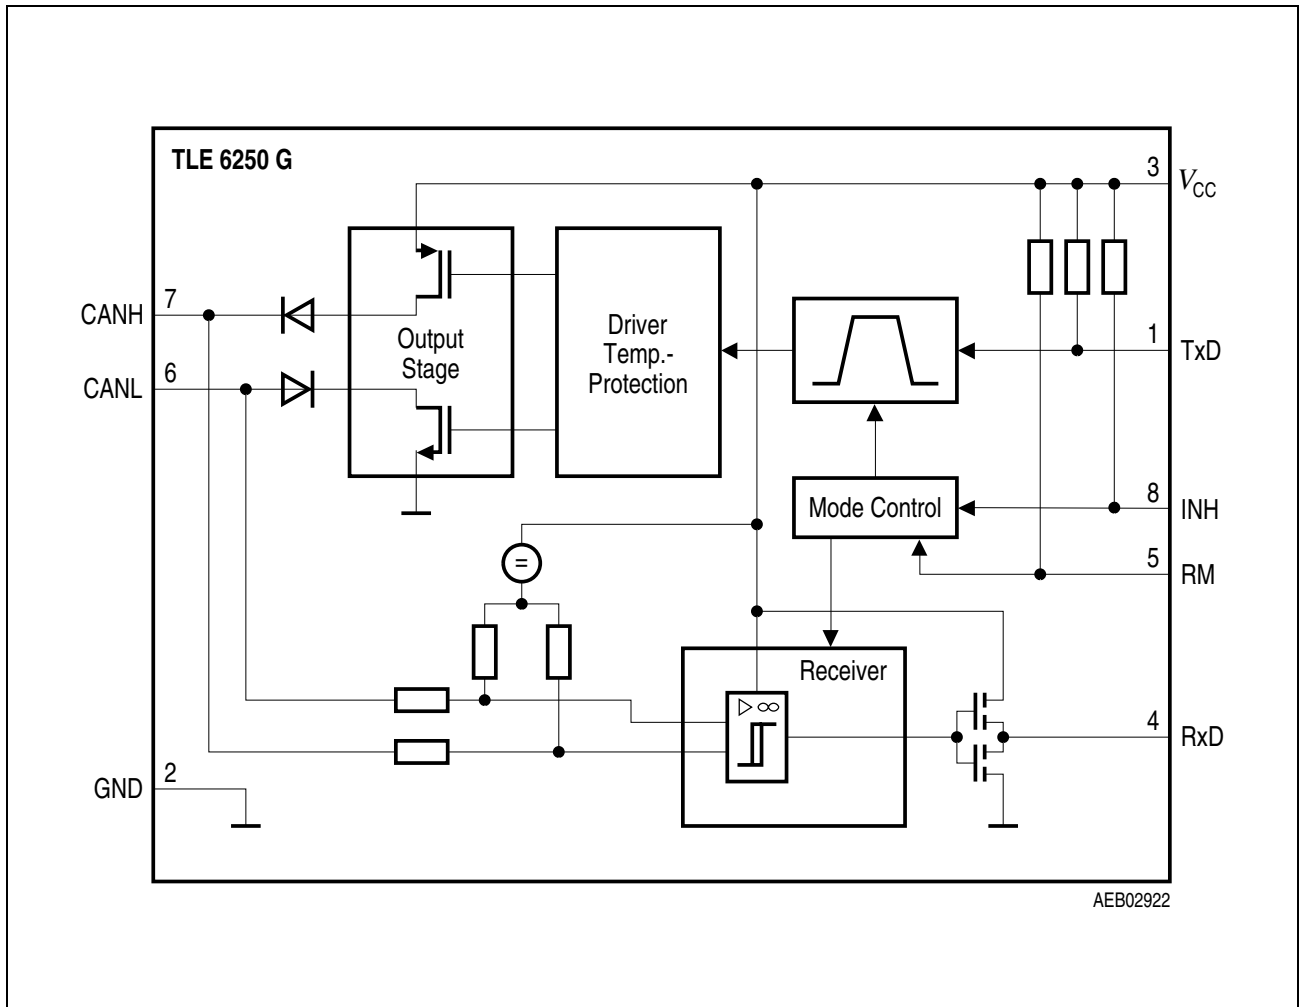 TLE 6250 G
3
VCC
7
CANH
6
CANL
Output
Stage
Driver
Temp.-
Protection
1
TxD
Mode Control
8
INH
5
RM
=
Receiver
▷ ∞
4
RxD
2
GND
AEB02922